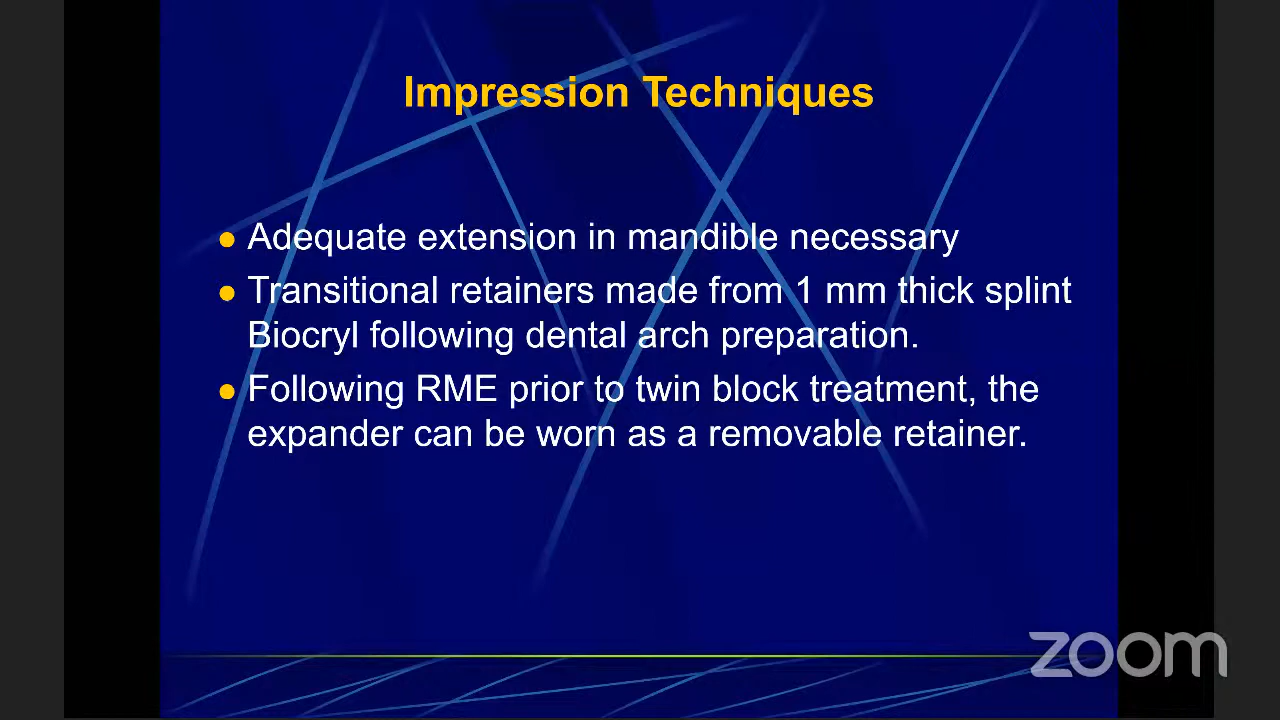 Impression Techniques
● Adequate extension in mandible necessary
● Transitional retainers made from 1 mm thick splint
Biocryl following dental arch preparation.
● Following RME prior to twin block treatment, the
expander can be worn as a removable retainer.
zoom